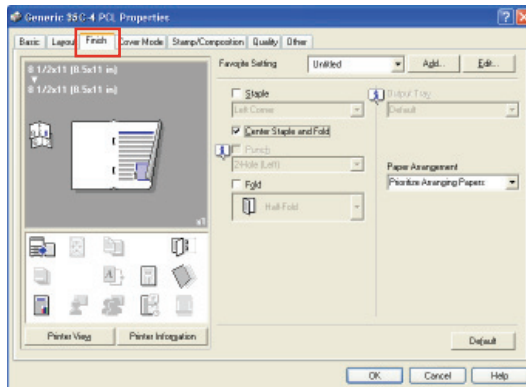 Generic 35C-4 PCL Properties
Basic Layout Finish Cover Mode Stamp/Composition Quality Other
8 1/2x11 (8.5x11 in)
8 1/2x11 (8.5x11 in)
x1
Printer View Printer Information
Favorite Setting Untitled Add... Edit...
Staple
Left Corner
Center Staple and Fold
Punch
2-Hole (Left)
Fold
Half-Fold
Output Tray
Default
Paper Arrangement
Prioritize Arranging Papers
Default
OK Cancel Help